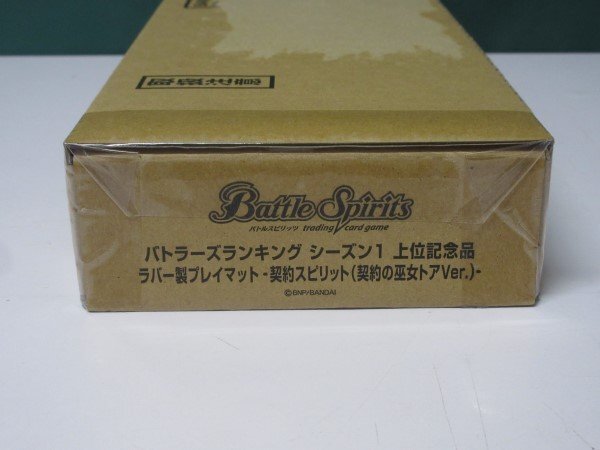 Battle Spirits
バトルスピリッツ trading card game
バトラーズランキング シーズン1 上位記念品
ラバー製プレイマット -契約スピリット(契約の巫女トアVer.)-
©BNP/BANDAI